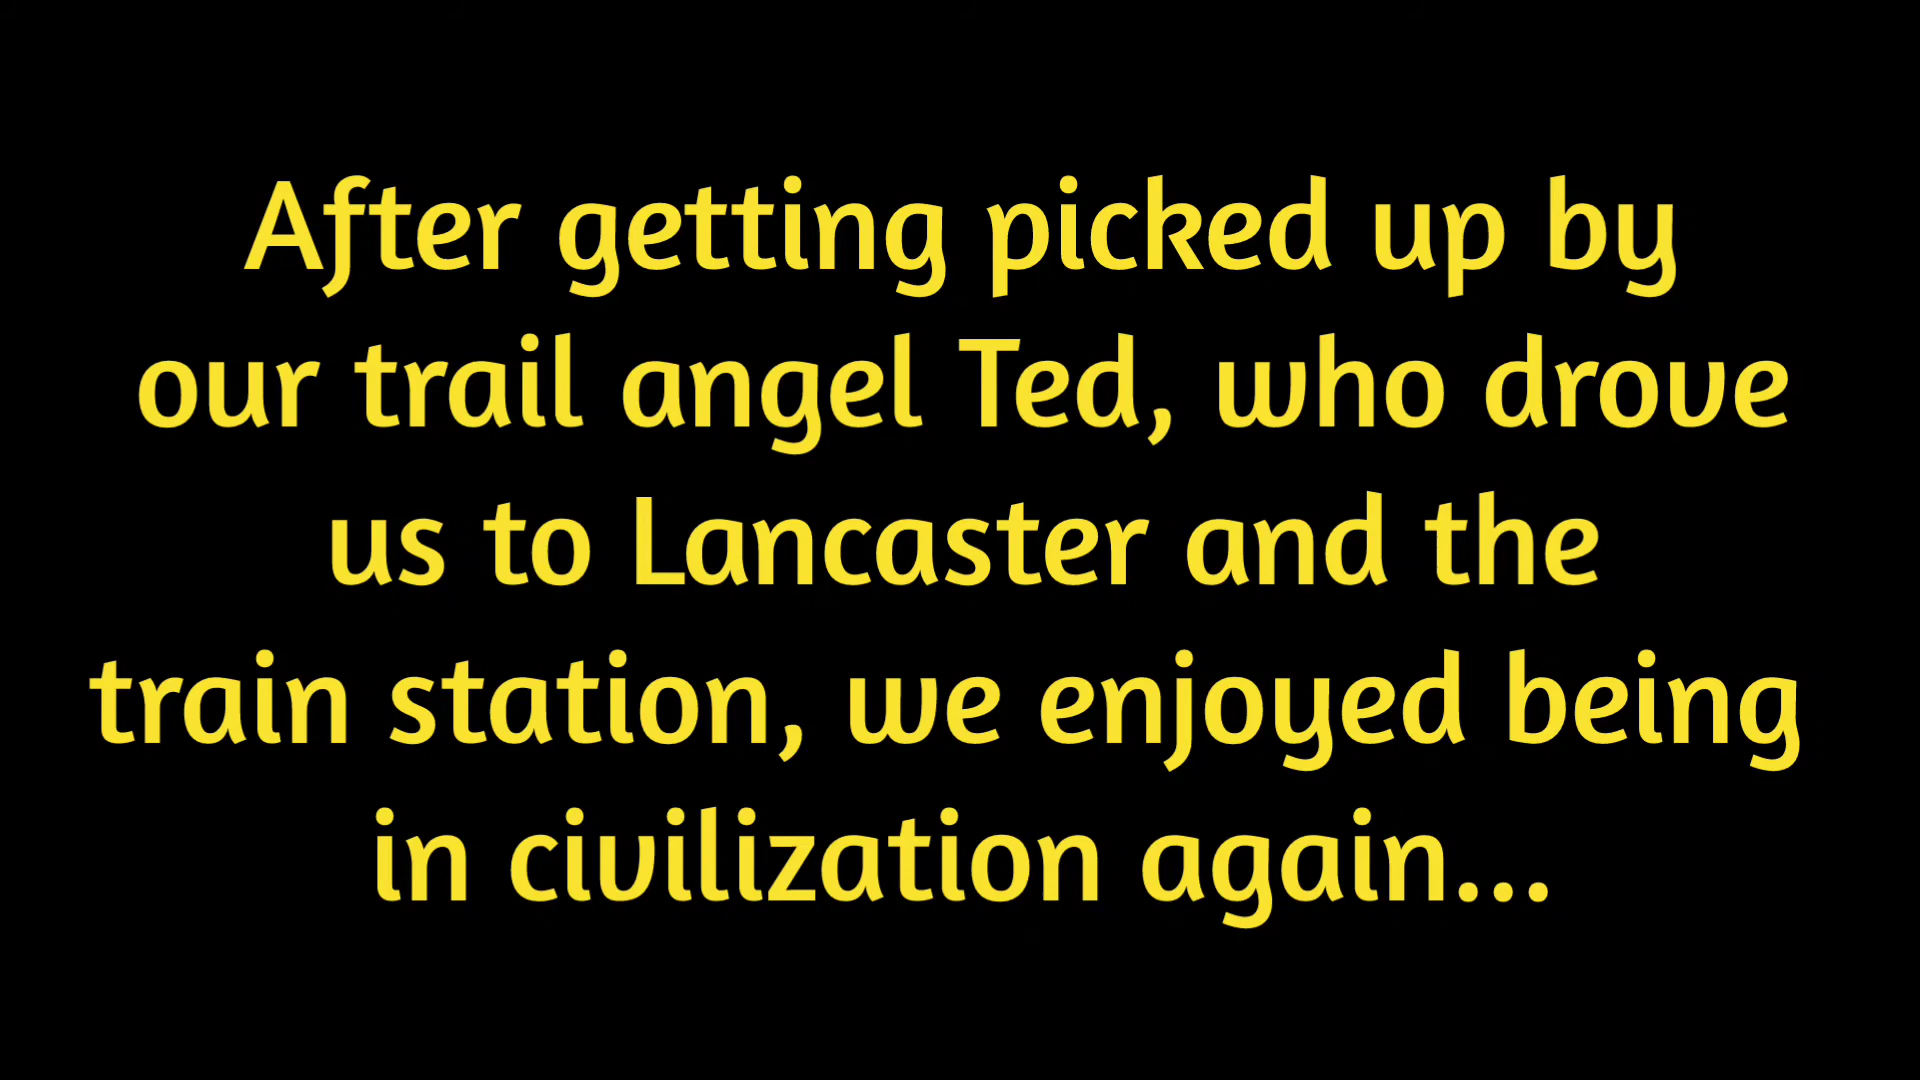 After getting picked up by
our trail angel Ted, who drove
us to Lancaster and the
train station, we enjoyed being
in civilization again...